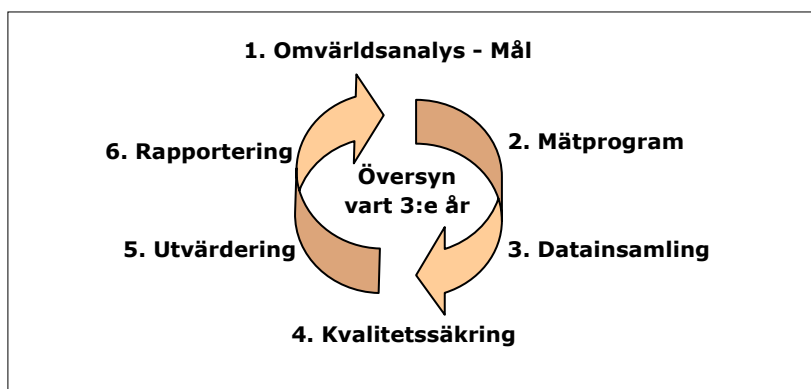 1. Omvärldsanalys - Mål
2. Mätprogram
3. Datainsamling
4. Kvalitetssäkring
5. Utvärdering
6. Rapportering
Översyn
vart 3:e år